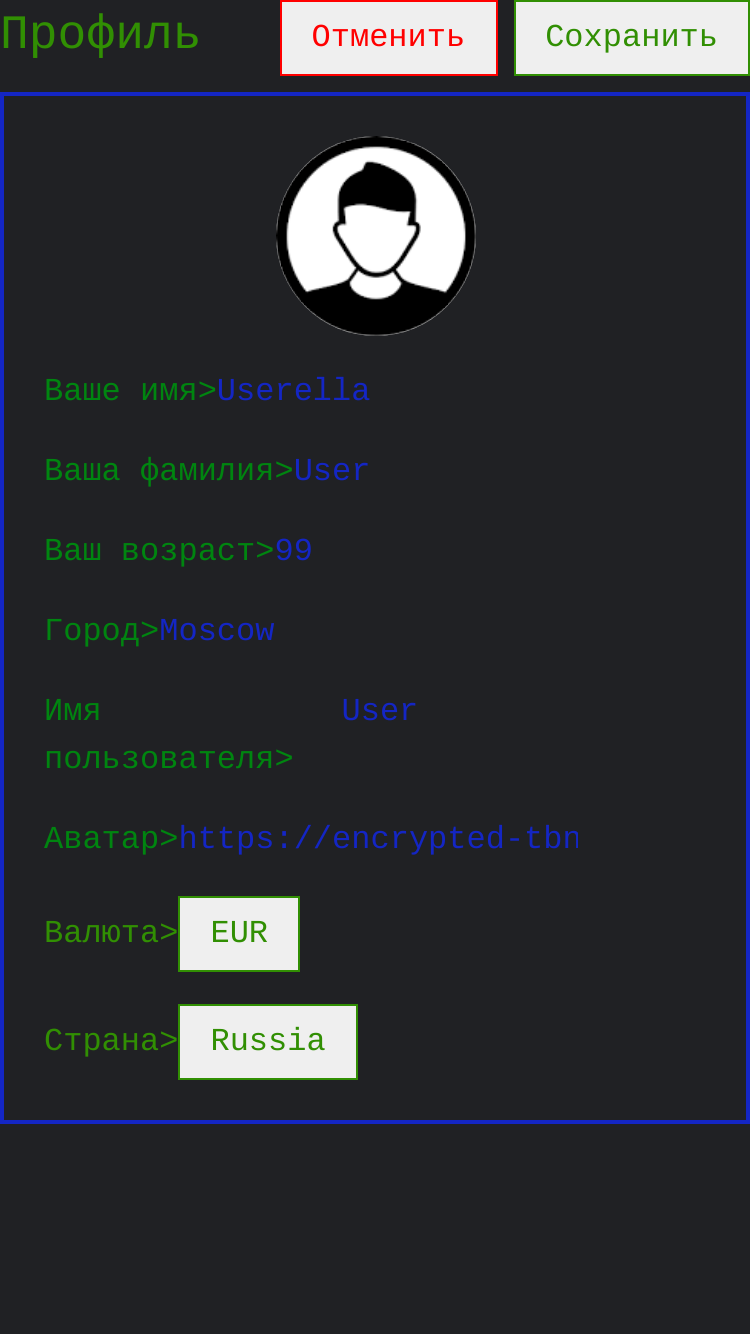 Профиль Отменить Сохранить
Ваше имя>Userella
Ваша фамилия>User
Ваш возраст>99
Город>Moscow
Имя User
пользователя>
Аватар>https://encrypted-tbn
Валюта>EUR
Страна>Russia